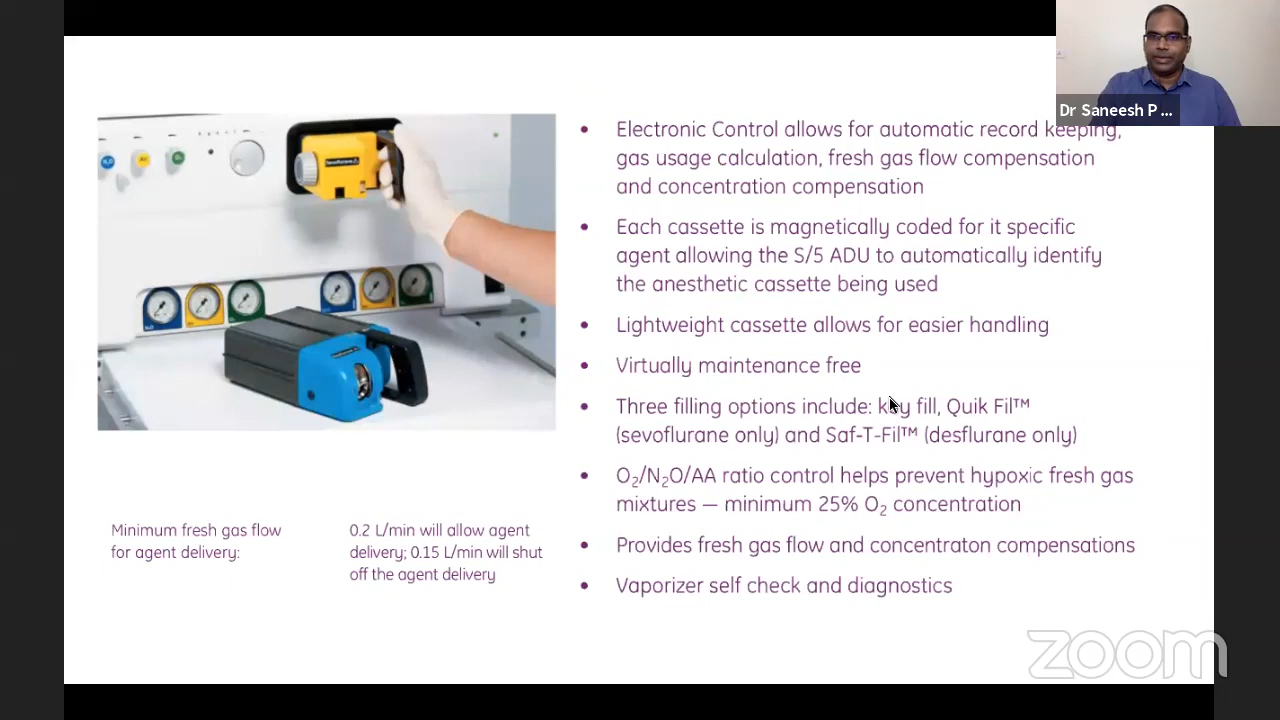 Dr Saneesh P ...
• Electronic Control allows for automatic record keeping,
gas usage calculation, fresh gas flow compensation
and concentration compensation
• Each cassette is magnetically coded for it specific
agent allowing the S/5 ADU to automatically identify
the anesthetic cassette being used
• Lightweight cassette allows for easier handling
• Virtually maintenance free
• Three filling options include: key fill, Quik Fil™
(sevoflurane only) and Saf-T-Fil™ (desflurane only)
• O₂/N₂O/AA ratio control helps prevent hypoxic fresh gas
mixtures — minimum 25% O₂ concentration
• Provides fresh gas flow and concentraton compensations
• Vaporizer self check and diagnostics
Minimum fresh gas flow
for agent delivery:
0.2 L/min will allow agent
delivery; 0.15 L/min will shut
off the agent delivery
zoom